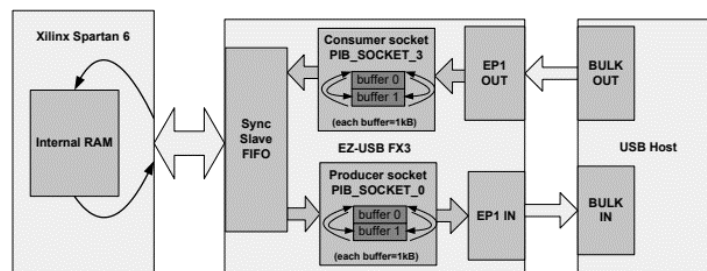 Xilinx Spartan 6
Internal RAM
Sync
Slave
FIFO
Consumer socket
PIB_SOCKET_3
buffer 0
buffer 1
(each buffer=1kB)
EZ-USB FX3
Producer socket
PIB_SOCKET_0
buffer 0
buffer 1
(each buffer=1kB)
EP1
OUT
EP1 IN
BULK
OUT
USB Host
BULK
IN